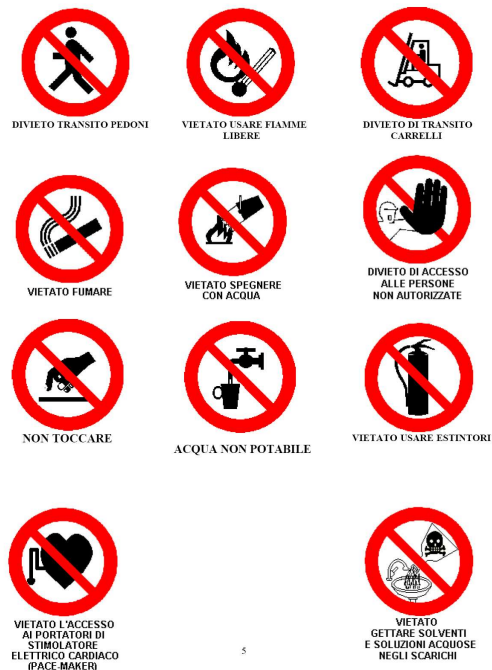 DIVIETO TRANSITO PEDONI
VIETATO USARE FIAMME
LIBERE
DIVIETO DI TRANSITO
CARRELLI
VIETATO FUMARE
VIETATO SPEGNERE
CON ACQUA
DIVIETO DI ACCESSO
ALLE PERSONE
NON AUTORIZZATE
NON TOCCARE
ACQUA NON POTABILE
VIETATO USARE ESTINTORI
VIETATO L'ACCESSO
AI PORTATORI DI
STIMOLATORE
ELETTRICO CARDIACO
(PACE-MAKER)
5
VIETATO
GETTARE SOLVENTI
E SOLUZIONI ACQUOSE
NEGLI SCARICHI